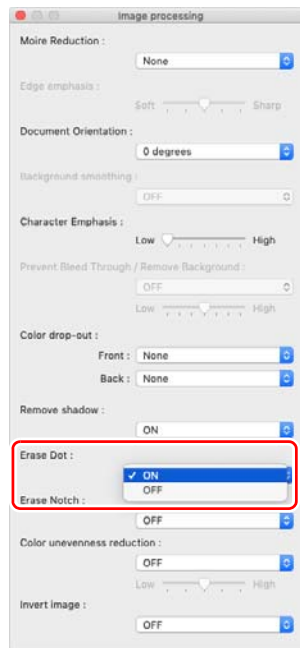 Image processing
Moire Reduction :
None
Edge emphasis :
Soft Sharp
Document Orientation :
0 degrees
Background smoothing :
OFF
Character Emphasis :
Low High
Prevent Bleed Through / Remove Background :
OFF
Low High
Color drop-out :
Front : None
Back : None
Remove shadow :
ON
Erase Dot :
✓ ON
OFF
Erase Notch :
OFF
Color unevenness reduction :
OFF
Low High
Invert image :
OFF